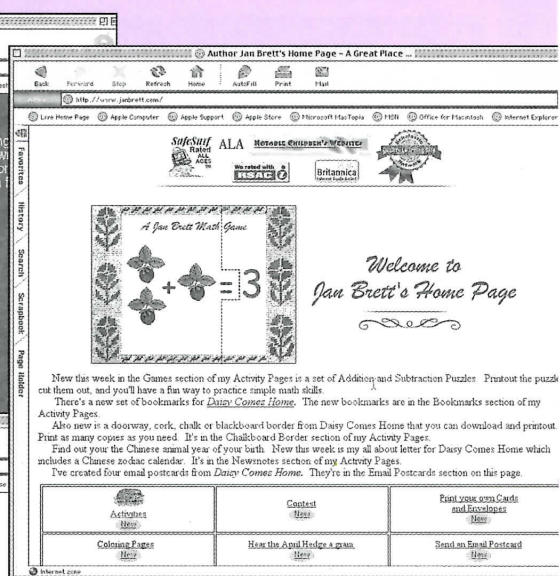 Author Jan Brett's Home Page – A Great Place ...
Back Forward Stop Refresh Home AutoFill Print Mail
http://www.janbrett.com/
Live Home Page Apple Computer Apple Support Apple Store Microsoft MacTopia MSN Office for Macintosh Internet Explorer
Favorites
History
Search
Scrapbook
Page Holder
SafeSurf
Rated
ALL
AGES
ALA NOTABLE CHILDREN'S WEBSITES
We rated with
RSAC i
Britannica
A Jan Brett Math Game
+ = 3
Welcome to
Jan Brett's Home Page
New this week in the Games section of my Activity Pages is a set of Addition and Subtraction Puzzles. Printout the puzzle
cut them out, and you'll have a fun way to practice simple math skills.
There's a new set of bookmarks for Daisy Comes Home. The new bookmarks are in the Bookmarks section of my
Activity Pages.
Also new is a doorway, cork, chalk or blackboard border from Daisy Comes Home that you can download and printout.
Print as many copies as you need. It's in the Chalkboard Border section of my Activity Pages.
Find out your the Chinese animal year of your birth. New this week is my all about letter for Daisy Comes Home which
includes a Chinese zodiac calendar. It's in the Newsnotes section of my Activity Pages.
I've created four email postcards from Daisy Comes Home. They're in the Email Postcards section on this page.
Activities
New
Contest
New
Print your own Cards
and Envelopes
New
Coloring Pages
New
Hear the April Hedge a gram
New
Send an Email Postcard
New
Internet zone